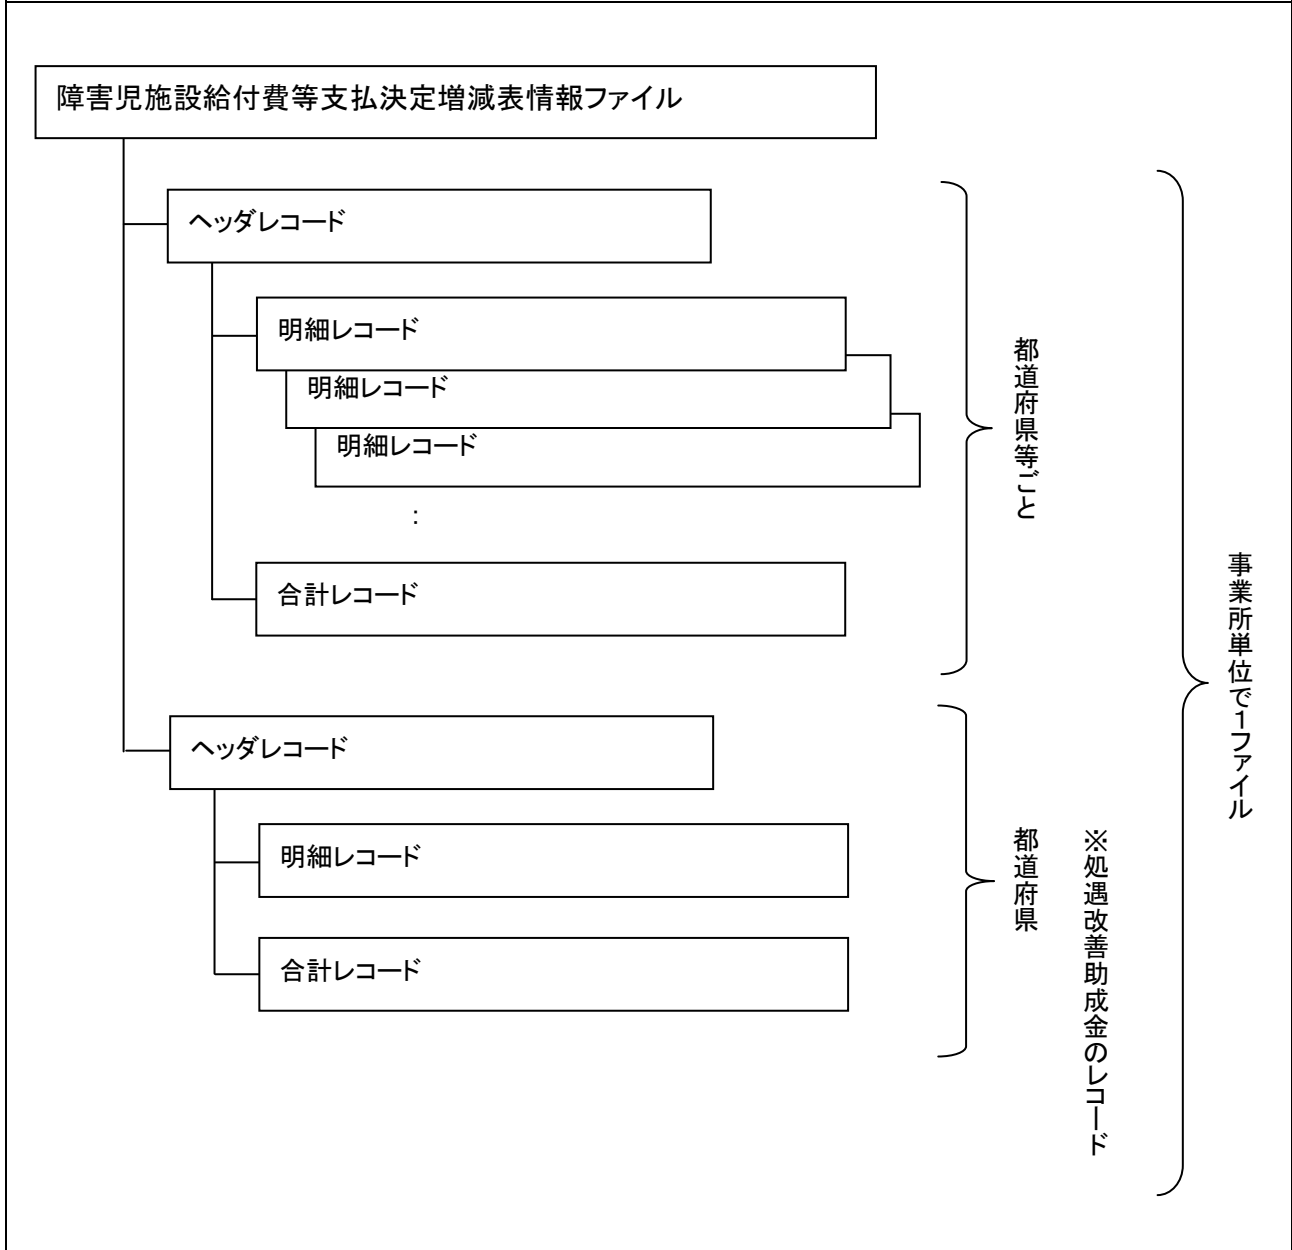 障害児施設給付費等支払決定増減表情報ファイル
ヘッダレコード
明細レコード
明細レコード
明細レコード
:
合計レコード
都道府県等ごと
ヘッダレコード
明細レコード
合計レコード
都道府県
※処遇改善助成金のレコード
事業所単位で1ファイル